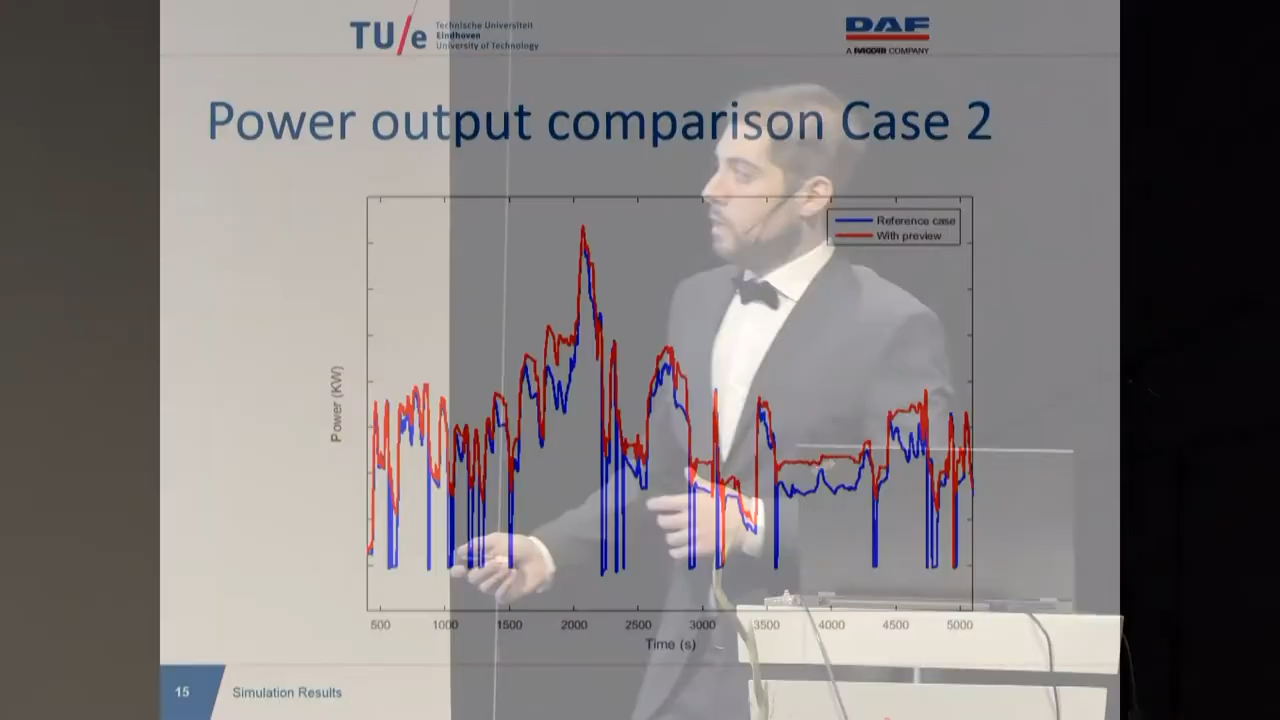 TU/e
Technische Universiteit
Eindhoven
University of Technology
DAF
A PACCAR COMPANY
Power output comparison Case 2
Reference case
With preview
Power (KW)
500 1000 1500 2000 2500 3000 3500 4000 4500 5000
Time (s)
15
Simulation Results